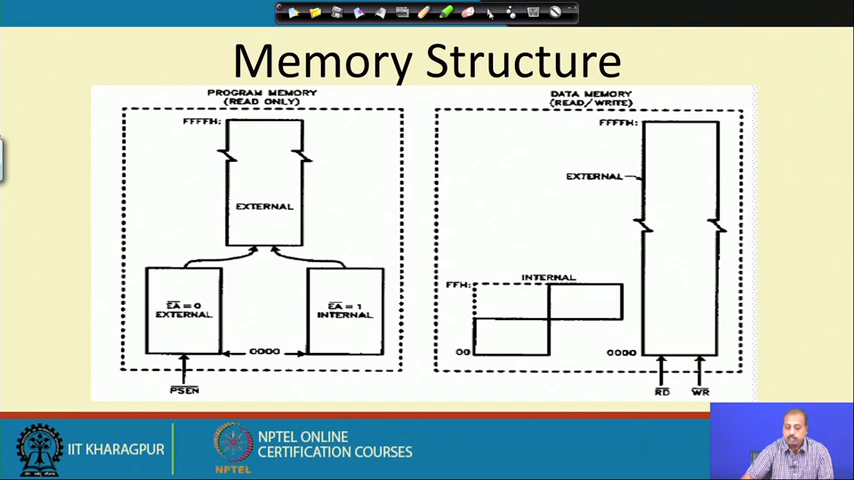 Memory Structure
PROGRAM MEMORY
(READ ONLY)
FFFFH:
EXTERNAL
EA = 0
EXTERNAL
EA = 1
INTERNAL
0000
PSEN
DATA MEMORY
(READ/WRITE)
FFFFH:
EXTERNAL
INTERNAL
FFH:
00
0000
RD
WR
IIT KHARAGPUR
NPTEL
NPTEL ONLINE
CERTIFICATION COURSES